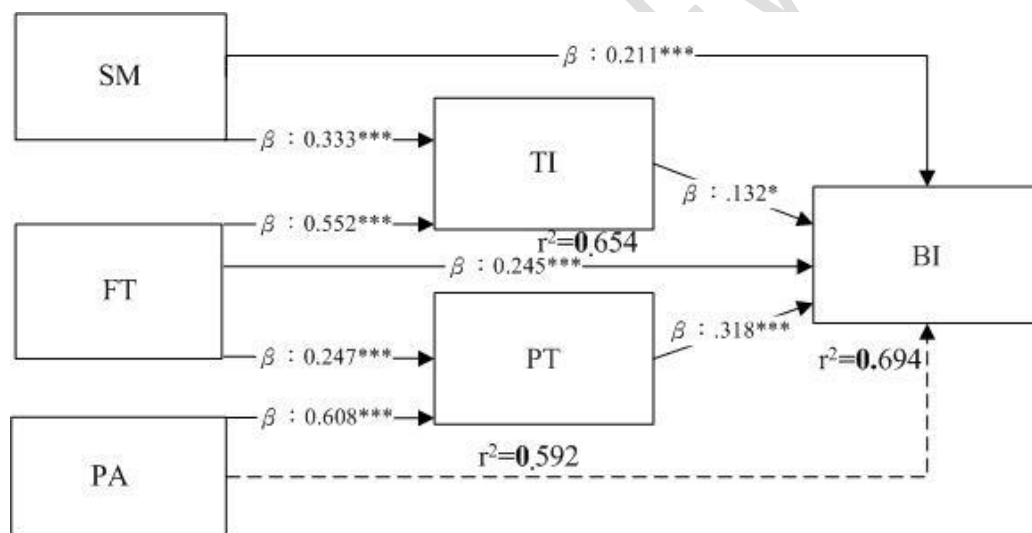 SM
β：0.211***
β：0.333***
TI
β：.132*
β：0.552***
r²=0.654
BI
FT
β：0.245***
β：0.247***
PT
β：.318***
r²=0.694
β：0.608***
r²=0.592
PA